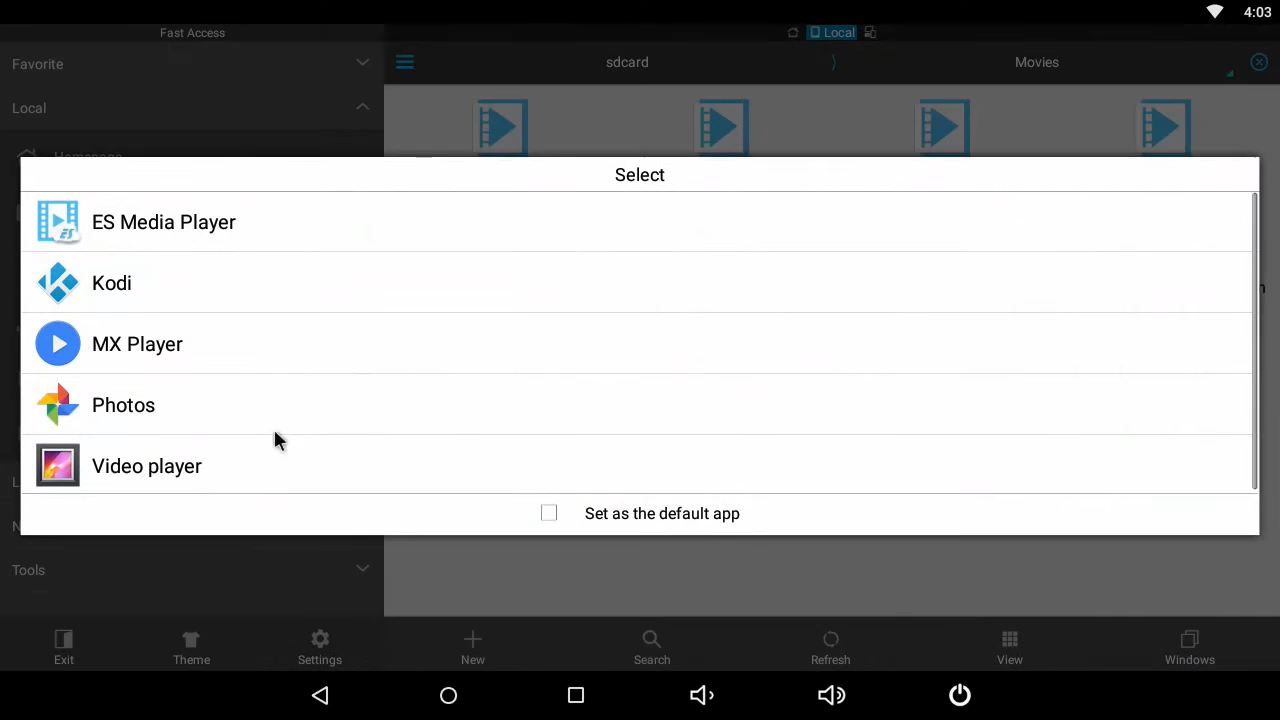 4:03
Fast Access
Local
Favorite
sdcard
Movies
Local
Select
ES Media Player
Kodi
MX Player
Photos
Video player
Set as the default app
Tools
Exit
Theme
Settings
New
Search
Refresh
View
Windows